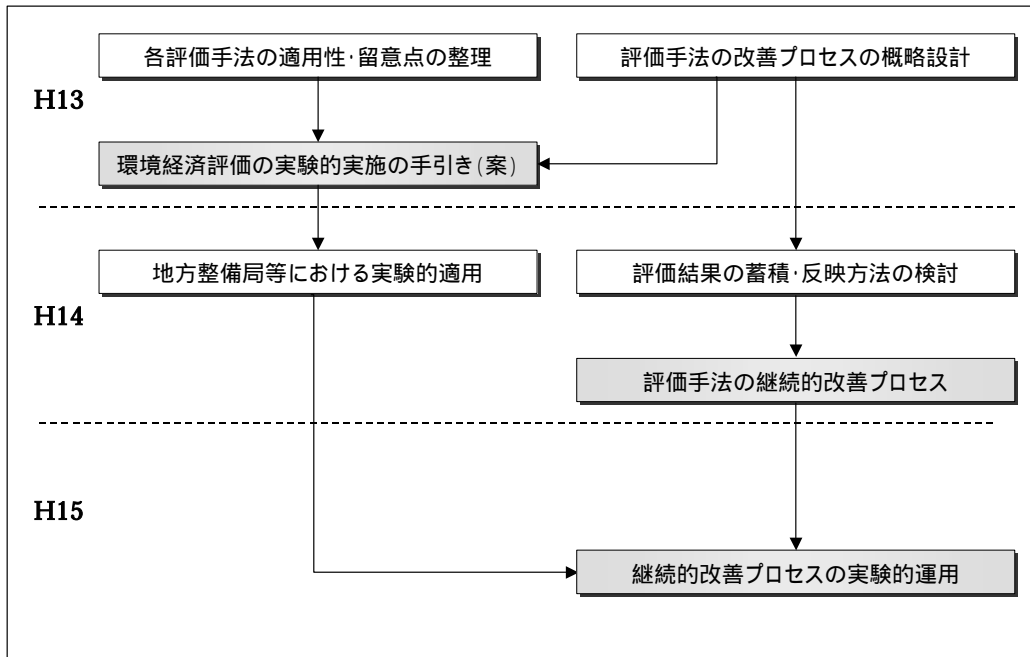 各評価手法の適用性･留意点の整理
評価手法の改善プロセスの概略設計
H13
環境経済評価の実験的実施の手引き(案)
地方整備局等における実験的適用
評価結果の蓄積･反映方法の検討
H14
評価手法の継続的改善プロセス
H15
継続的改善プロセスの実験的運用